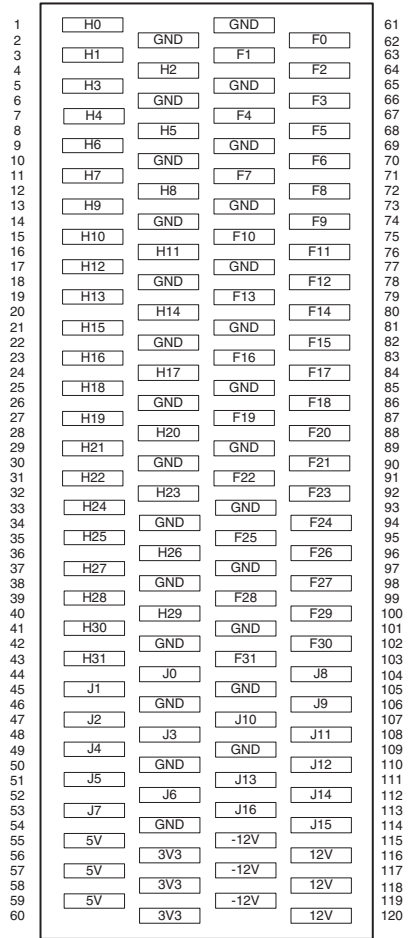 1 H0 GND 61
2 GND F0 62
3 H1 F1 63
4 H2 F2 64
5 H3 GND 65
6 GND F3 66
7 H4 F4 67
8 H5 F5 68
9 H6 GND 69
10 GND F6 70
11 H7 F7 71
12 H8 F8 72
13 H9 GND 73
14 GND F9 74
15 H10 F10 75
16 H11 F11 76
17 H12 GND 77
18 GND F12 78
19 H13 F13 79
20 H14 F14 80
21 H15 GND 81
22 GND F15 82
23 H16 F16 83
24 H17 F17 84
25 H18 GND 85
26 GND F18 86
27 H19 F19 87
28 H20 F20 88
29 H21 GND 89
30 GND F21 90
31 H22 F22 91
32 H23 F23 92
33 H24 GND 93
34 GND F24 94
35 H25 F25 95
36 H26 F26 96
37 H27 GND 97
38 GND F27 98
39 H28 F28 99
40 H29 F29 100
41 H30 GND 101
42 GND F30 102
43 H31 F31 103
44 J0 J8 104
45 J1 GND 105
46 GND J9 106
47 J2 J10 107
48 J3 J11 108
49 J4 GND 109
50 GND J12 110
51 J5 J13 111
52 J6 J14 112
53 J7 J16 113
54 GND J15 114
55 5V -12V 115
56 3V3 12V 116
57 5V -12V 117
58 3V3 12V 118
59 5V -12V 119
60 3V3 12V 120